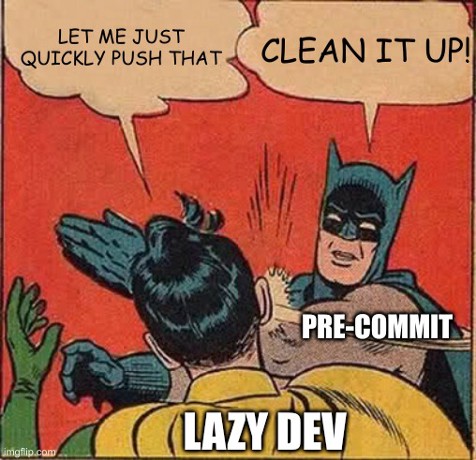 LET ME JUST
QUICKLY PUSH THAT
CLEAN IT UP!
PRE-COMMIT
LAZY DEV
imgflip.com